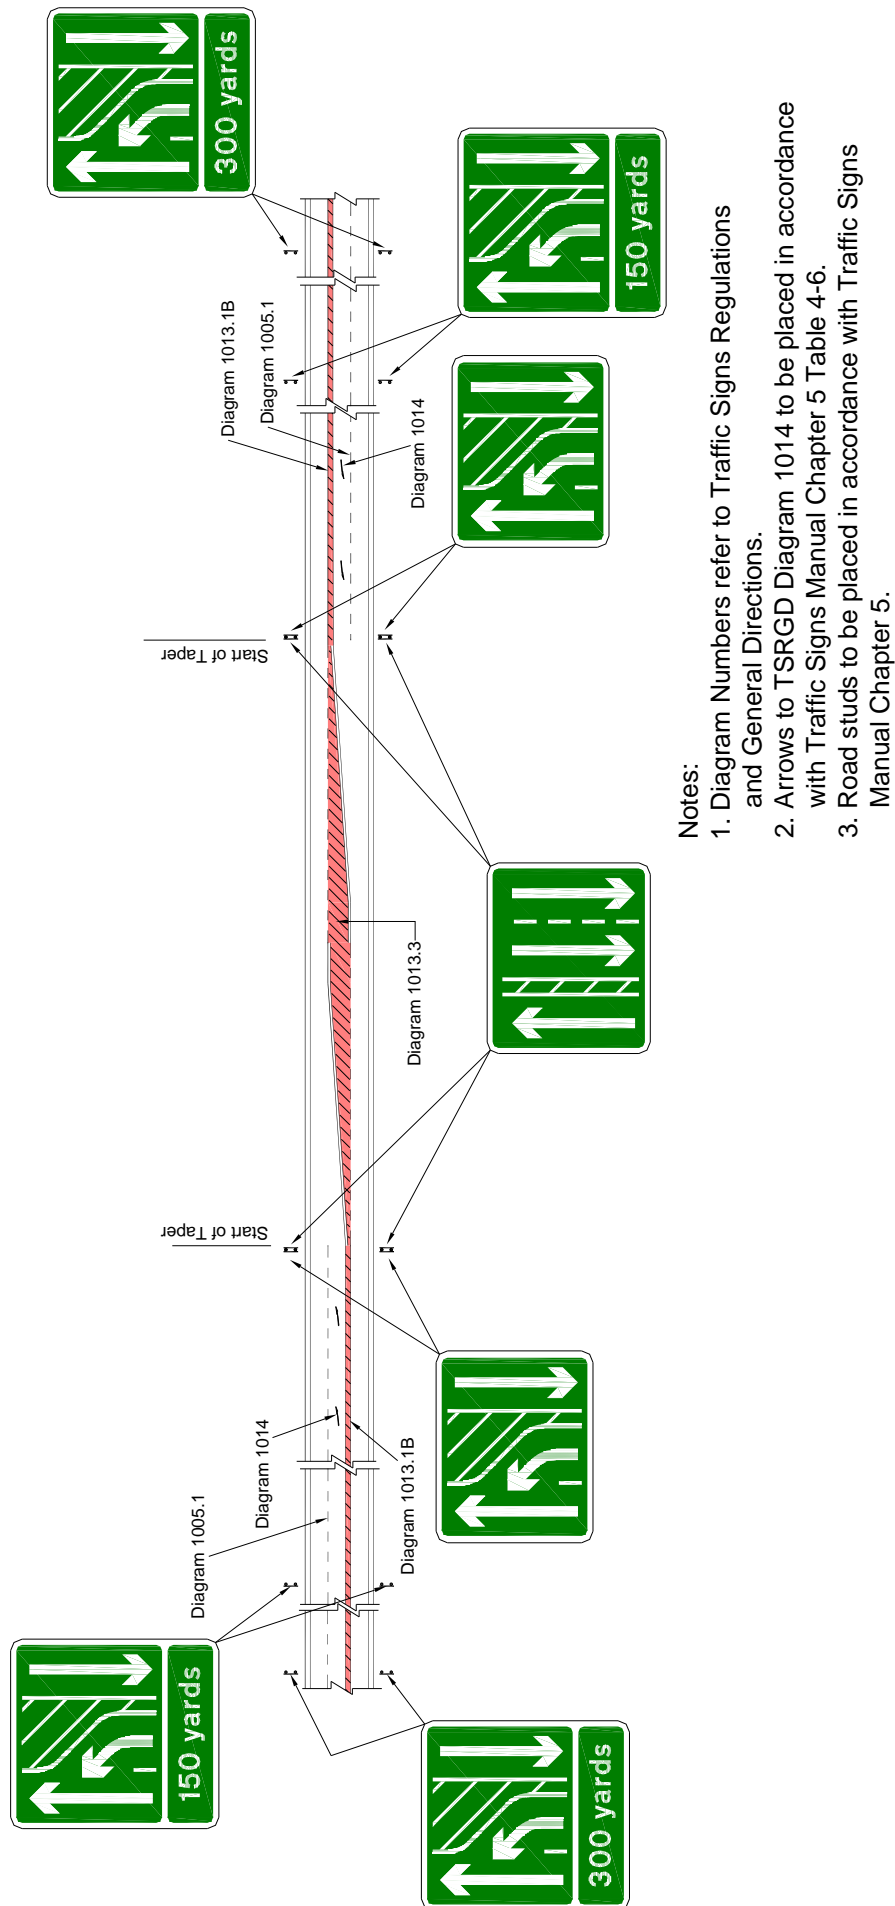 300 yards
150 yards
Diagram 1013.1B
Diagram 1005.1
Diagram 1014
Start of Taper
Diagram 1013.3
Start of Taper
Diagram 1005.1
Diagram 1014
Diagram 1013.1B
150 yards
300 yards
Notes:
1. Diagram Numbers refer to Traffic Signs Regulations
and General Directions.
2. Arrows to TSRGD Diagram 1014 to be placed in accordance
with Traffic Signs Manual Chapter 5 Table 4-6.
3. Road studs to be placed in accordance with Traffic Signs
Manual Chapter 5.